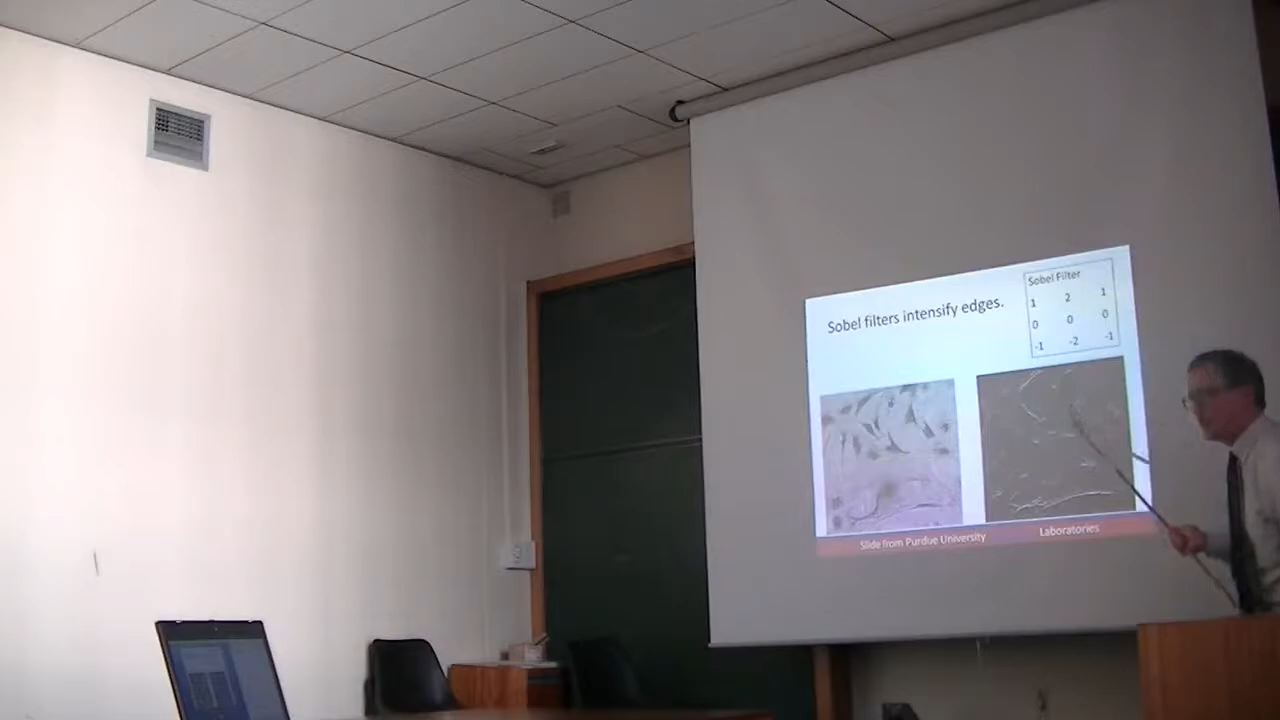 Sobel Filter
1 2 1
Sobel filters intensify edges.
0 0 0
-1 -2 -1
Slide from Purdue University Laboratories